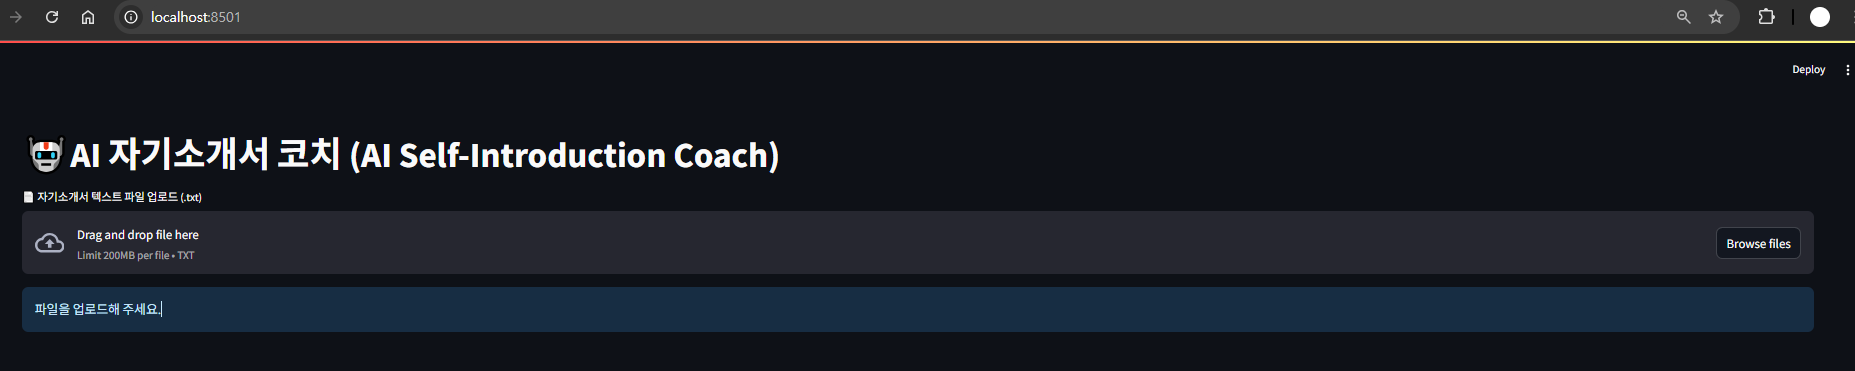 localhost:8501
Deploy
AI 자기소개서 코치 (AI Self-Introduction Coach)
자기소개서 텍스트 파일 업로드 (.txt)
Drag and drop file here
Limit 200MB per file • TXT
Browse files
파일을 업로드해 주세요.